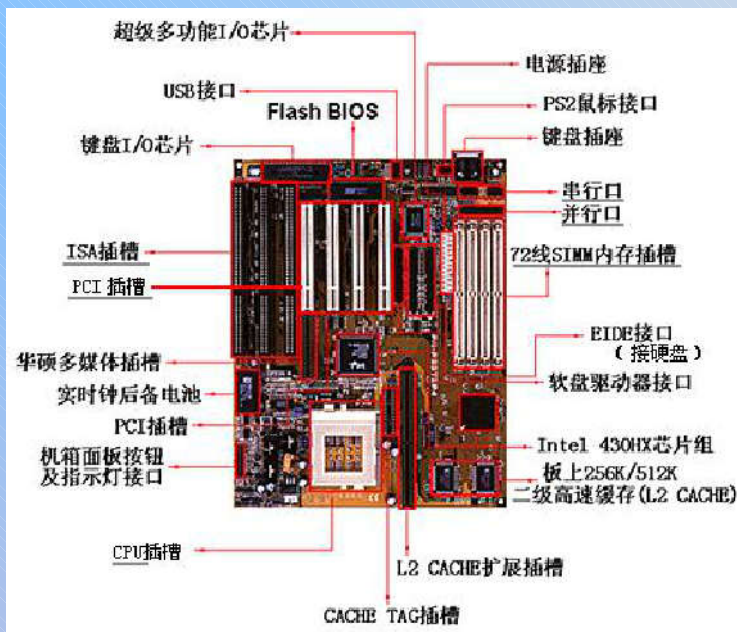 超级多功能I/O芯片
电源插座
USB接口
PS2鼠标接口
Flash BIOS
键盘插座
键盘I/O芯片
串行口
并行口
ISA插槽
72线SIMM内存插槽
PCI 插槽
EIDE接口
(接硬盘)
华硕多媒体插槽
软盘驱动器接口
实时钟后备电池
PCI插槽
Intel 430HX芯片组
机箱面板按钮
及指示灯接口
板上256K/512K
二级高速缓存(L2 CACHE)
CPU插槽
L2 CACHE扩展插槽
CACHE TAG插槽